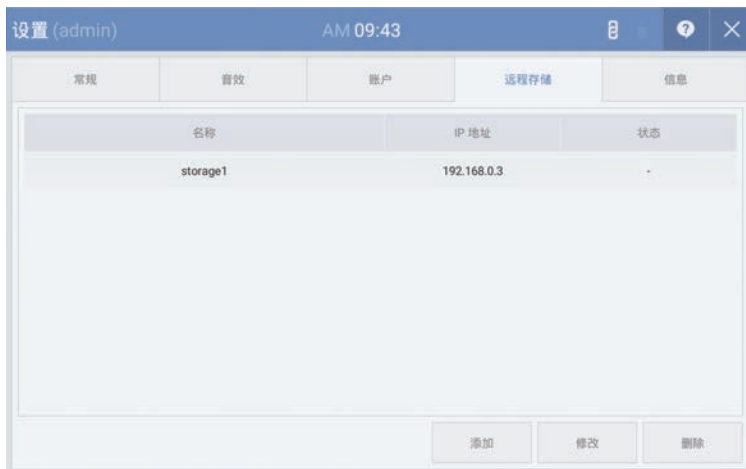 设置 (admin) AM 09:43
常规 音效 账户 远程存储 信息
名称 IP 地址 状态
storage1 192.168.0.3 -
添加 修改 删除